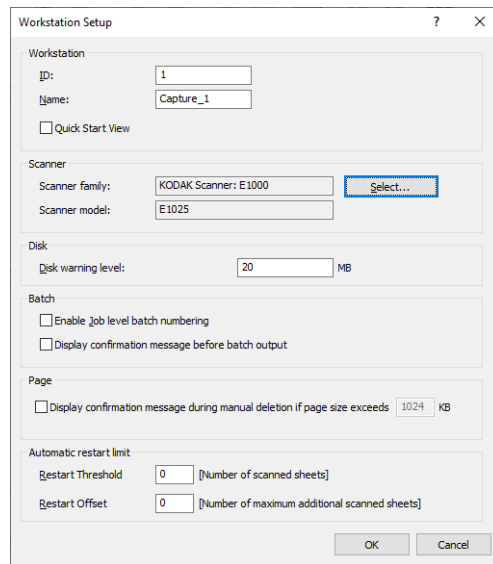 Workstation Setup ? ×
Workstation
ID: 1
Name: Capture_1
Quick Start View
Scanner
Scanner family: KODAK Scanner: E1000 Select...
Scanner model: E1025
Disk
Disk warning level: 20 MB
Batch
Enable Job level batch numbering
Display confirmation message before batch output
Page
Display confirmation message during manual deletion if page size exceeds 1024 KB
Automatic restart limit
Restart Threshold 0 [Number of scanned sheets]
Restart Offset 0 [Number of maximum additional scanned sheets]
OK Cancel